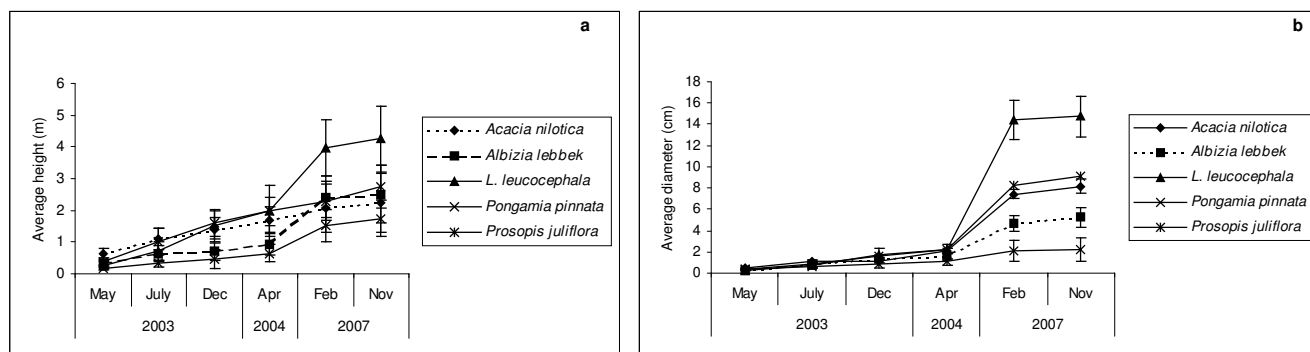 a
6
5
4
3
2
1
0
Average height (m)
May July Dec Apr Feb Nov
2003 2004 2007
Acacia nilotica
Albizia lebbek
L. leucocephala
Pongamia pinnata
Prosopis juliflora
b
18
16
14
12
10
8
6
4
2
0
Average diameter (cm)
May July Dec Apr Feb Nov
2003 2004 2007
Acacia nilotica
Albizia lebbek
L. leucocephala
Pongamia pinnata
Prosopis juliflora